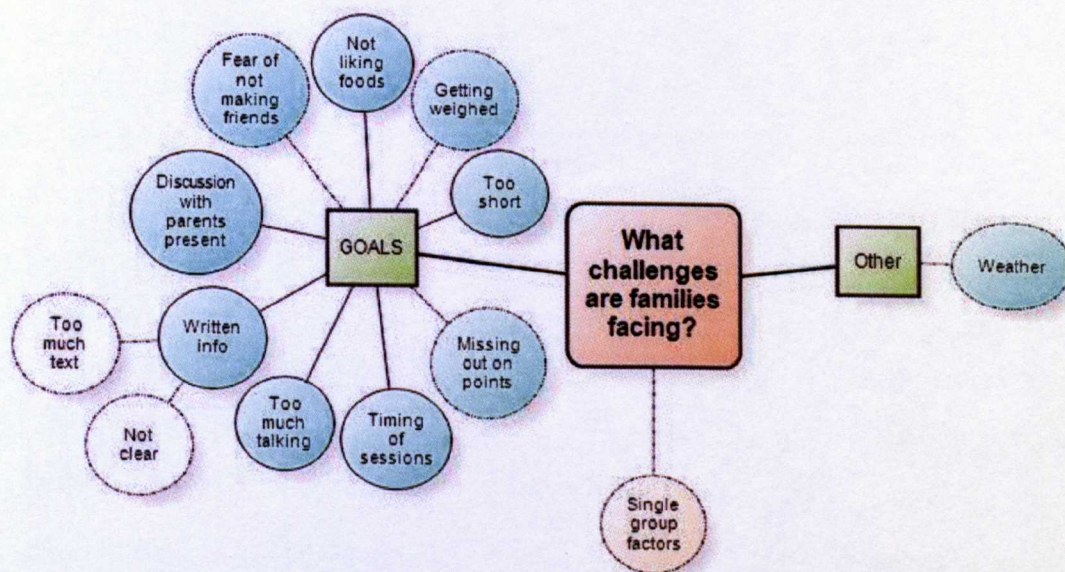 Fear of
not
making
friends
Not
liking
foods
Getting
weighed
Discussion
with
parents
present
Too
short
GOALS
What
challenges
are families
facing?
Other
Weather
Too
much
text
Written
info
Missing
out on
points
Not
clear
Too
much
talking
Timing
of
sessions
Single
group
factors